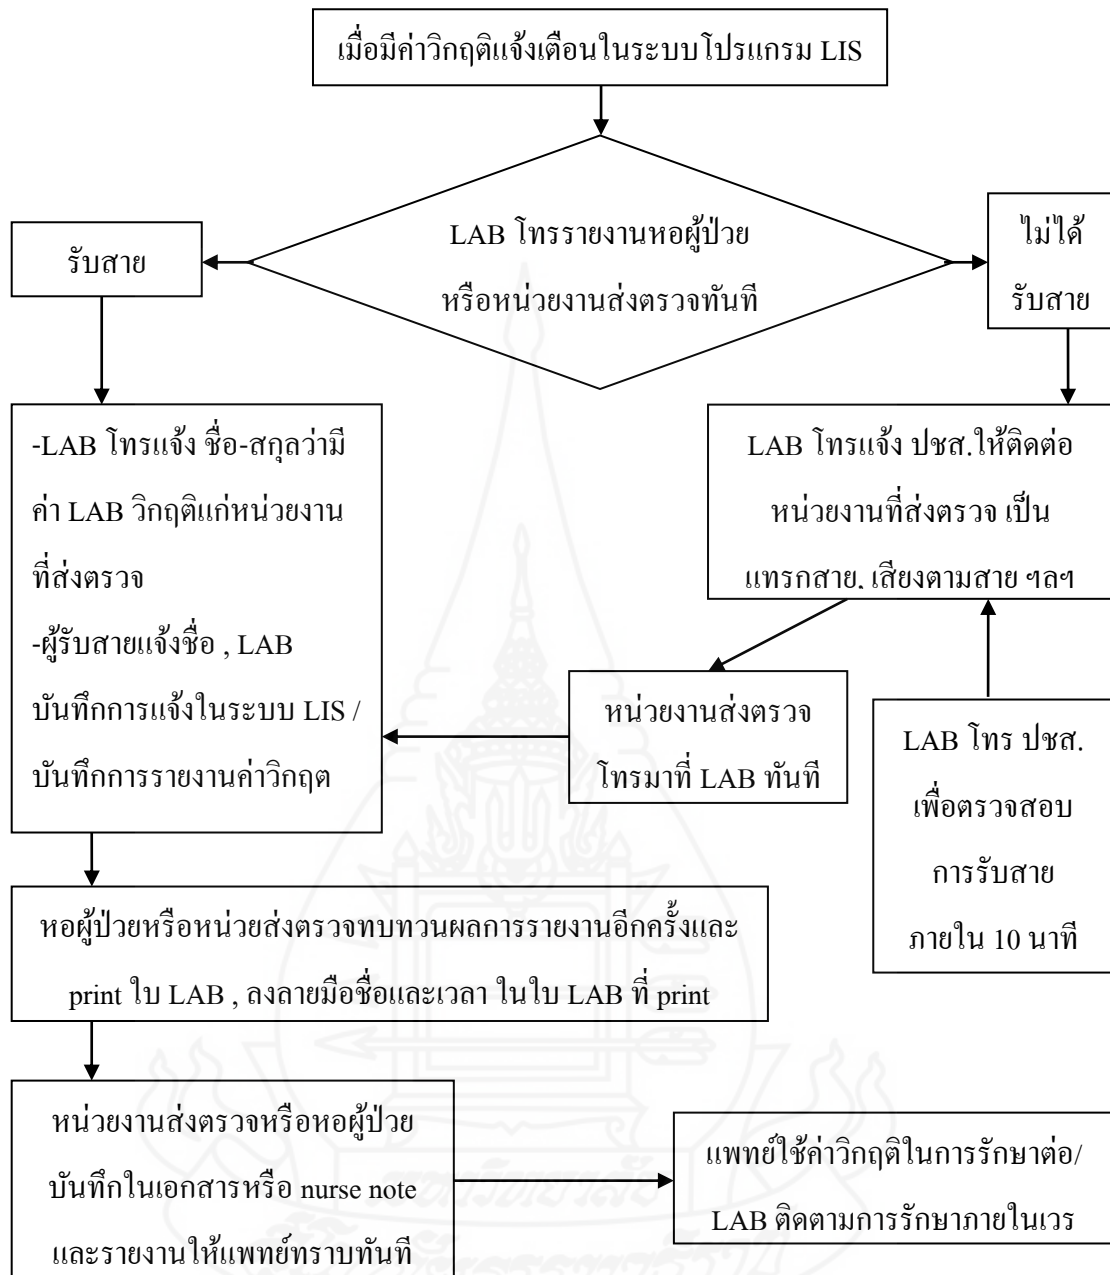 เมื่อมีค่าวิกฤติแจ้งเตือนในระบบโปรแกรม LIS
LAB โทรรายงานหอผู้ป่วย
หรือหน่วยงานส่งตรวจทันที
รับสาย
ไม่ได้
รับสาย
-LAB โทรแจ้ง ชื่อ-สกุลว่ามี
ค่า LAB วิกฤติแก่หน่วยงาน
ที่ส่งตรวจ
-ผู้รับสายแจ้งชื่อ , LAB
บันทึกการแจ้งในระบบ LIS /
บันทึกการรายงานค่าวิกฤต
LAB โทรแจ้ง ปชส.ให้ติดต่อ
หน่วยงานที่ส่งตรวจ เป็น
แทรกสาย, เสียงตามสาย ฯลฯ
หน่วยงานส่งตรวจ
โทรมาที่ LAB ทันที
LAB โทร ปชส.
เพื่อตรวจสอบ
การรับสาย
ภายใน 10 นาที
หอผู้ป่วยหรือหน่วยส่งตรวจทบทวนผลการรายงานอีกครั้งและ
print ใบ LAB , ลงลายมือชื่อและเวลา ในใบ LAB ที่ print
หน่วยงานส่งตรวจหรือหอผู้ป่วย
บันทึกในเอกสารหรือ nurse note
และรายงานให้แพทย์ทราบทันที
แพทย์ใช้ค่าวิกฤติในการรักษาต่อ/
LAB ติดตามการรักษาภายในเวร